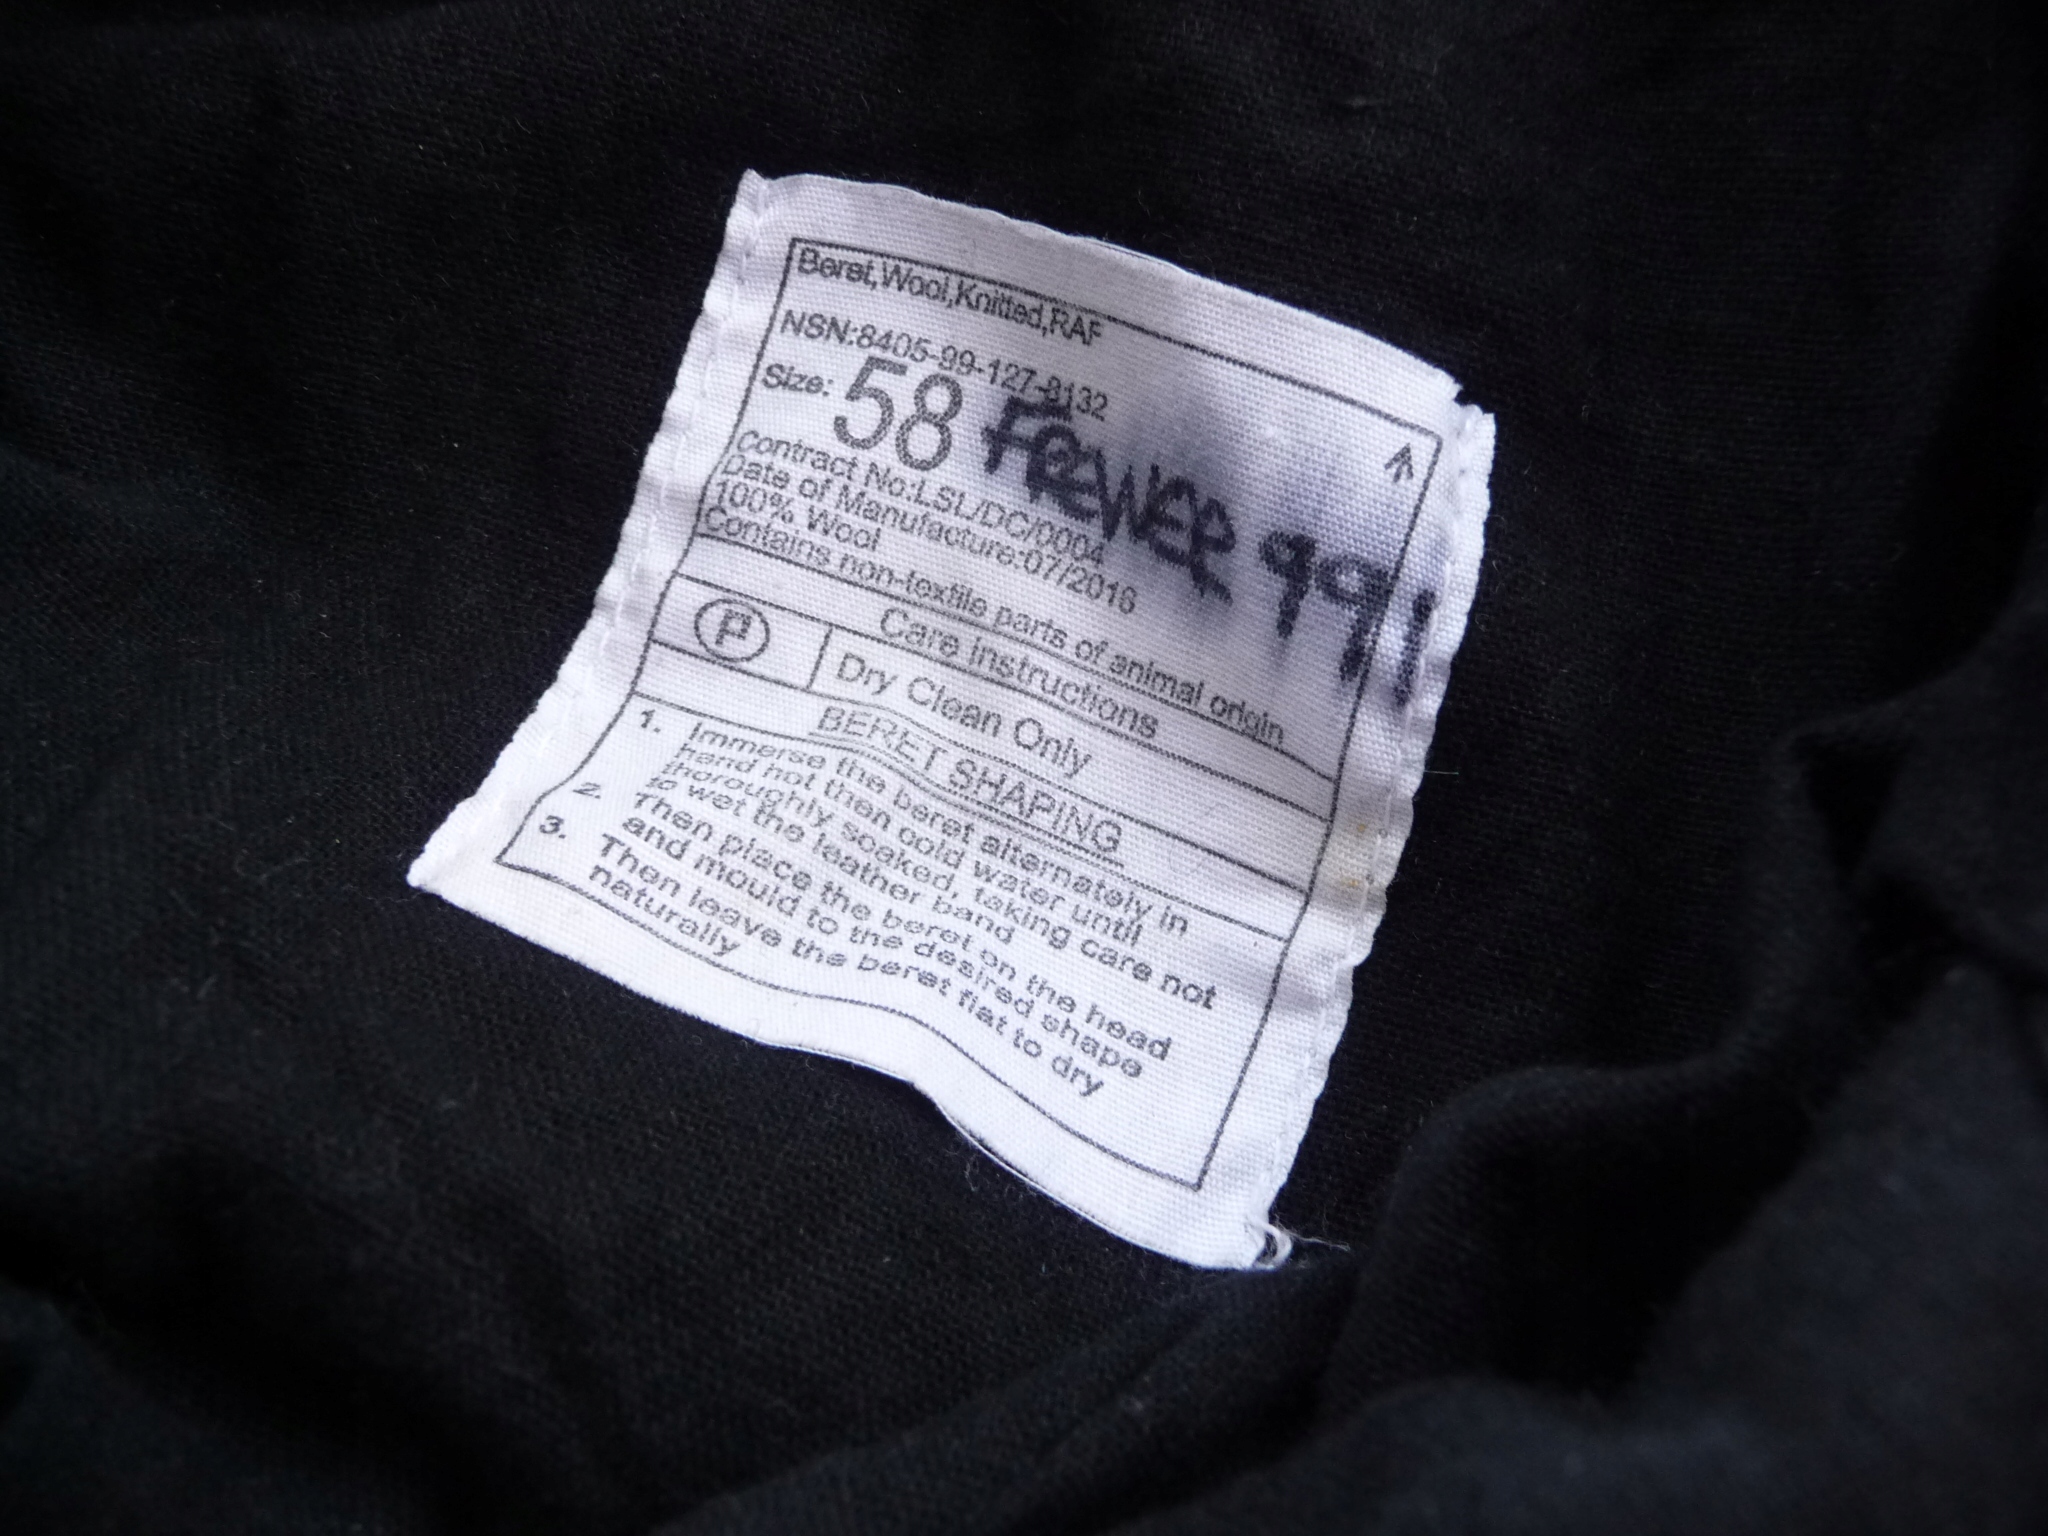 Beret,Wool,Knitted,RAF
NSN:8405-99-127-8132
Size: 58
FREWER 991
Contract No:LSL/DC/0004
Date of Manufacture:07/2016
100% Wool
Contains non-textile parts of animal origin
Care instructions
P Dry Clean Only
BERET SHAPING
1. Immerse the beret alternately in
hand hot then cold water until
thoroughly soaked, taking care not
to wet the leather band
2. Then place the beret on the head
and mould to the desired shape
3. Then leave the beret flat to dry
naturally